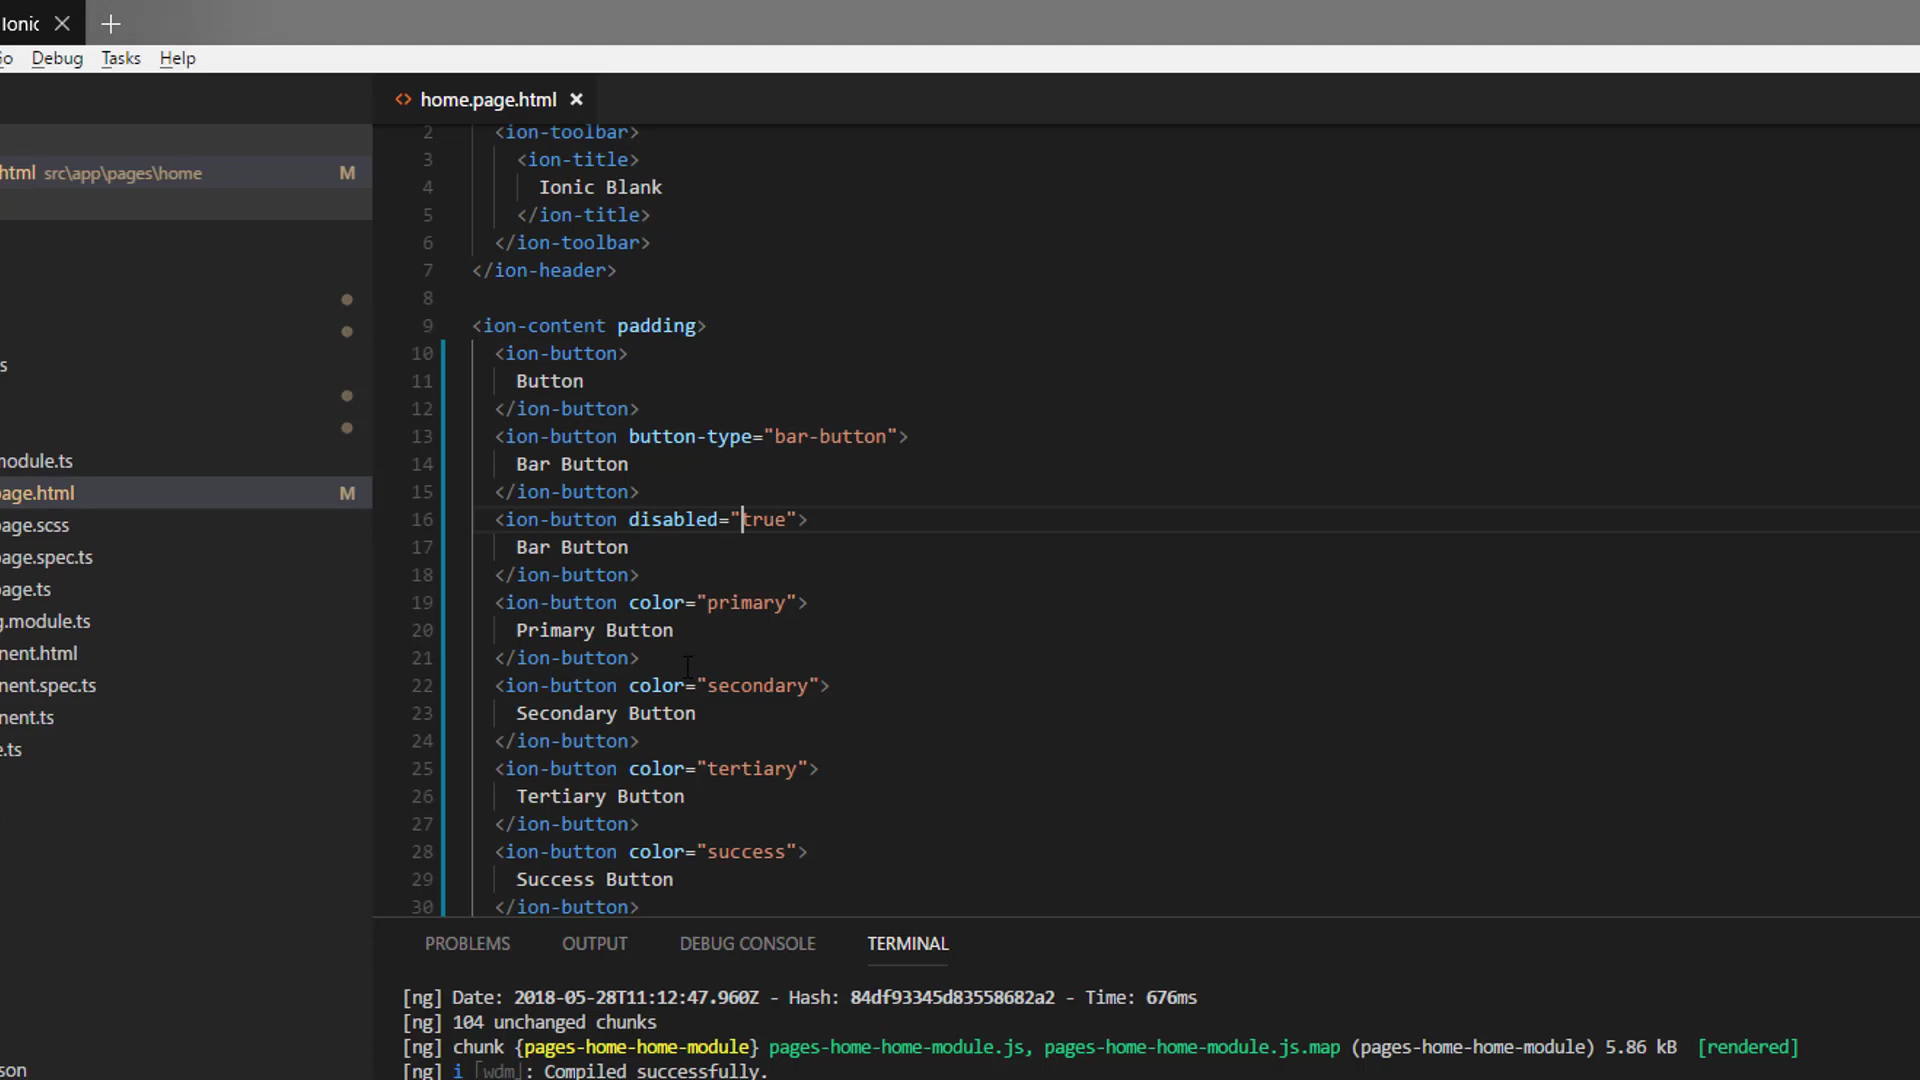 Ionic
Go Debug Tasks Help
home.page.html
html src\app\pages\home M
2 <ion-toolbar>
3 <ion-title>
4 Ionic Blank
5 </ion-title>
6 </ion-toolbar>
7 </ion-header>
8
9 <ion-content padding>
10 <ion-button>
11 Button
12 </ion-button>
13 <ion-button button-type="bar-button">
14 Bar Button
15 </ion-button>
16 <ion-button disabled="true">
17 Bar Button
18 </ion-button>
19 <ion-button color="primary">
20 Primary Button
21 </ion-button>
22 <ion-button color="secondary">
23 Secondary Button
24 </ion-button>
25 <ion-button color="tertiary">
26 Tertiary Button
27 </ion-button>
28 <ion-button color="success">
29 Success Button
30 </ion-button>
s
module.ts
page.html M
page.scss
page.spec.ts
page.ts
g.module.ts
nent.html
nent.spec.ts
nent.ts
e.ts
son
PROBLEMS OUTPUT DEBUG CONSOLE TERMINAL
[ng] Date: 2018-05-28T11:12:47.960Z - Hash: 84df93345d83558682a2 - Time: 676ms
[ng] 104 unchanged chunks
[ng] chunk {pages-home-home-module} pages-home-home-module.js, pages-home-home-module.js.map (pages-home-home-module) 5.86 kB [rendered]
[ng] i ｢wdm｣: Compiled successfully.